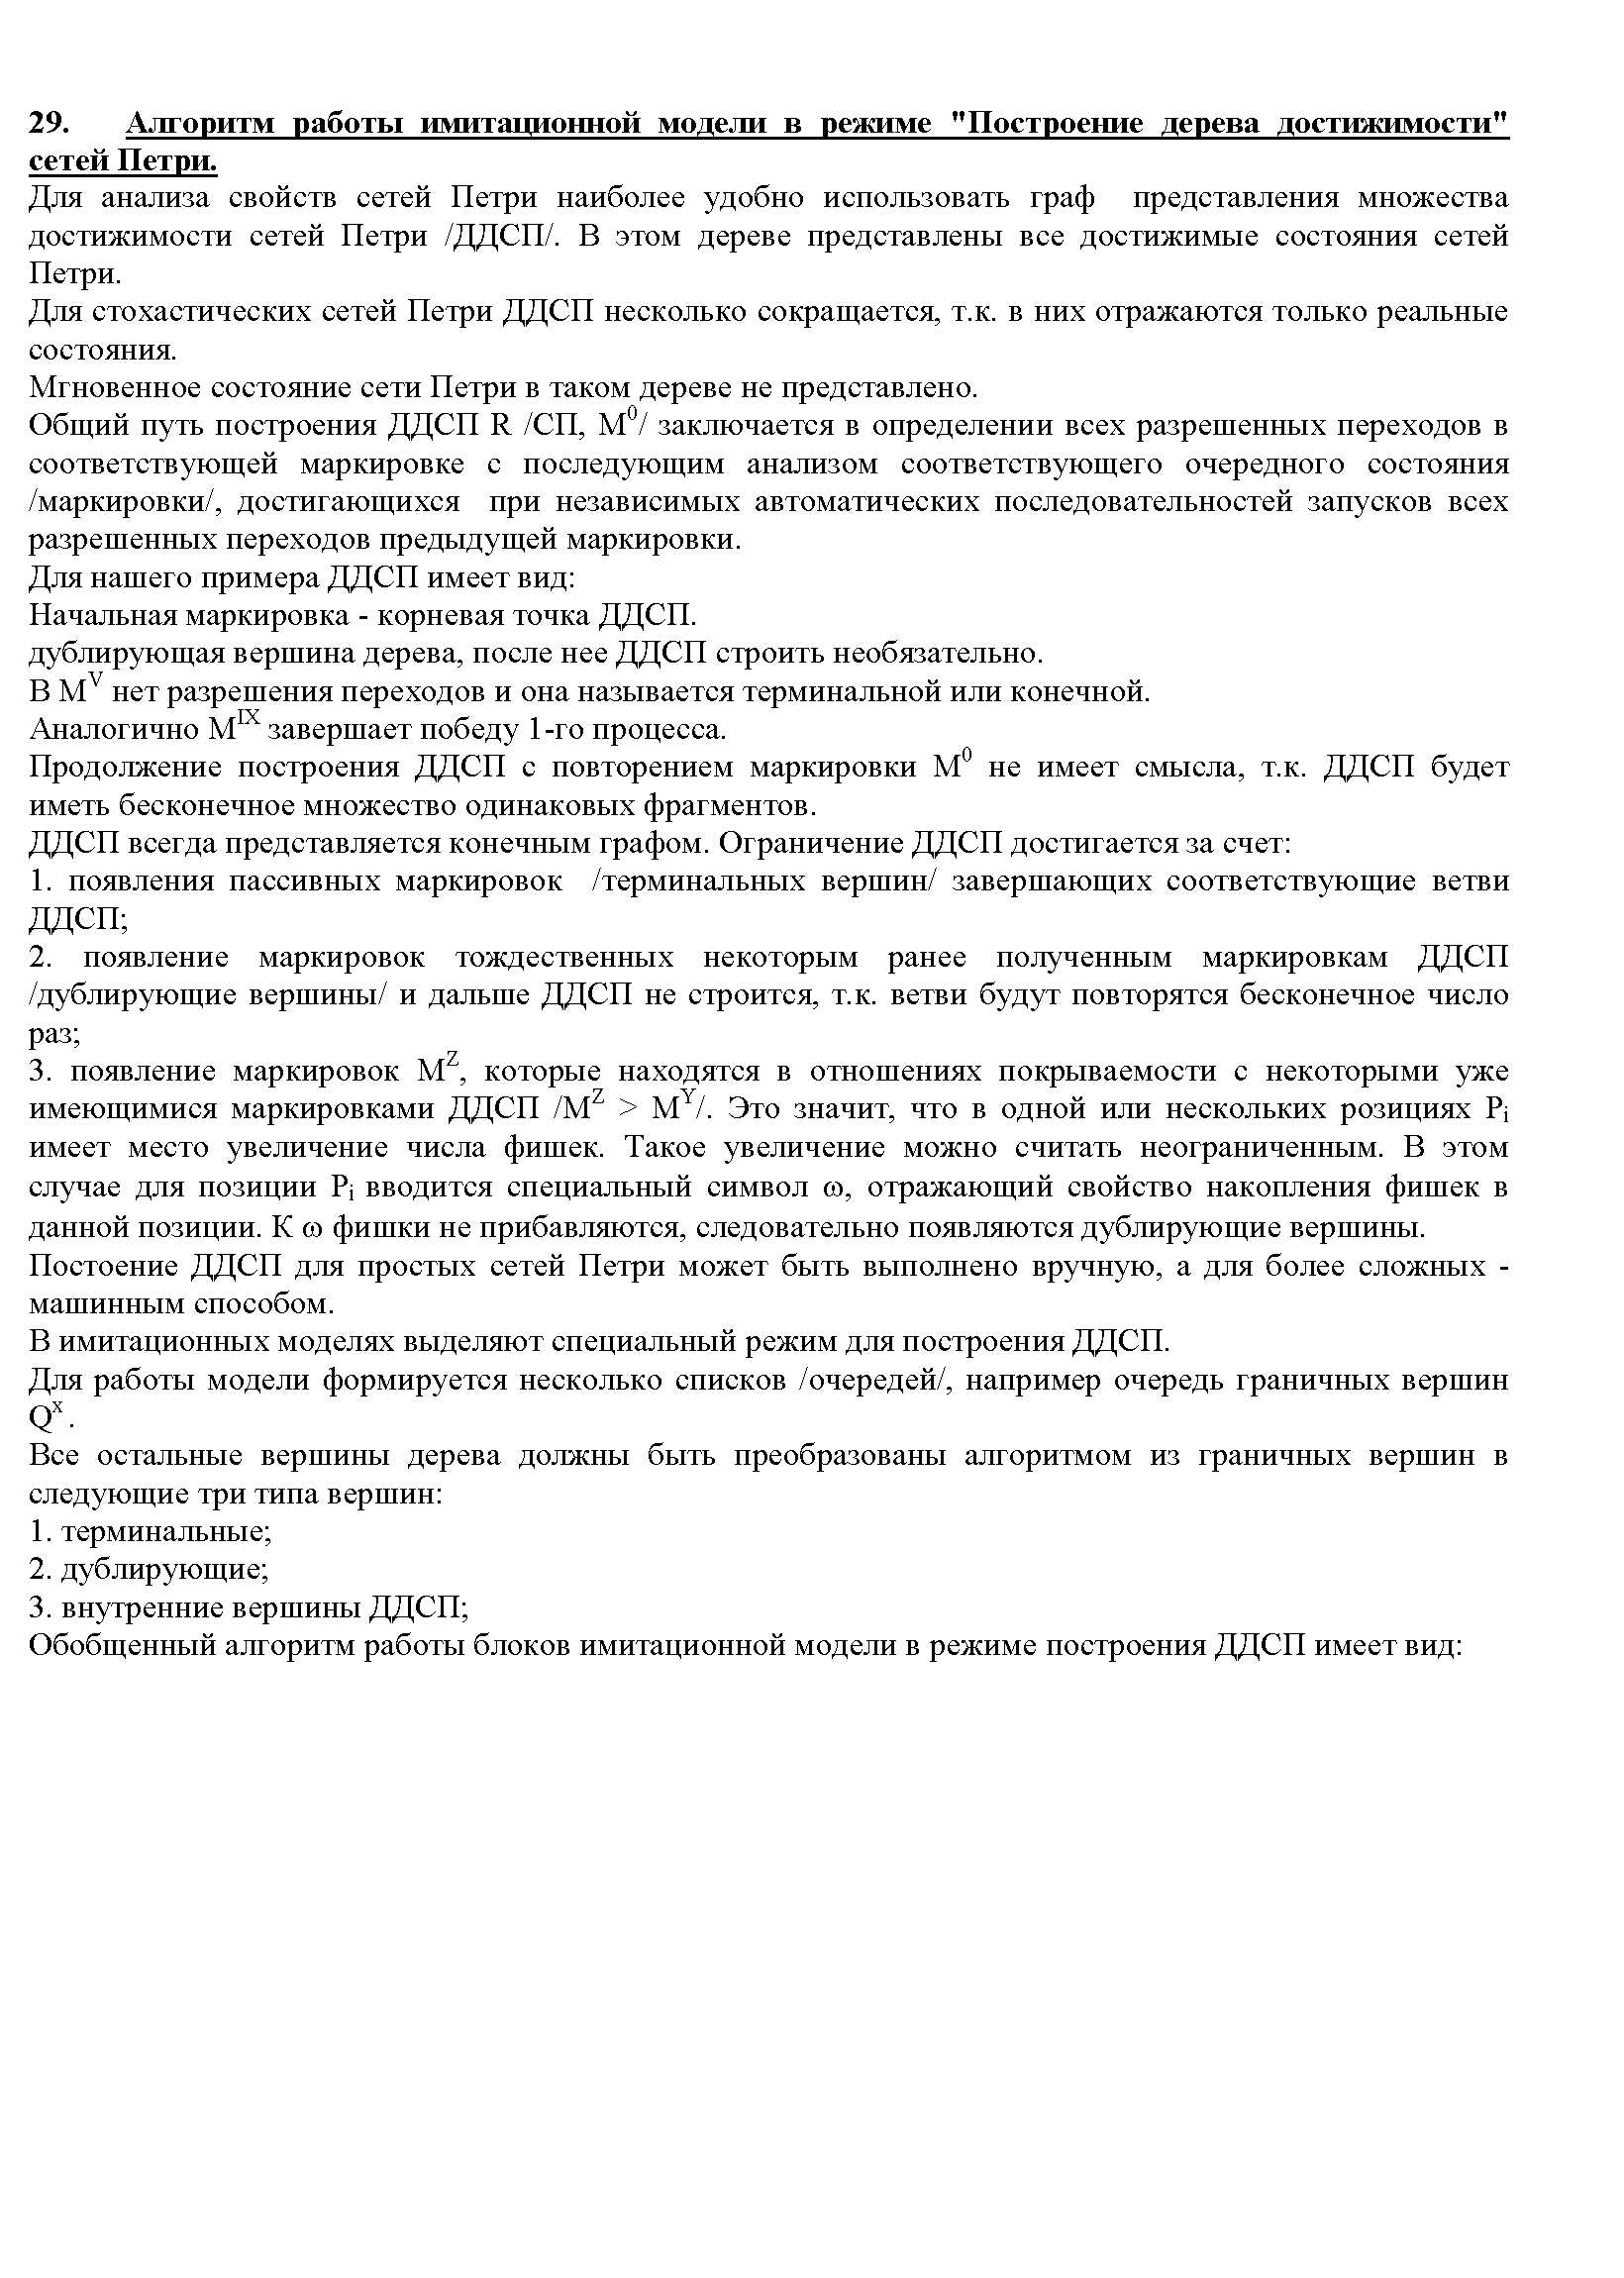 29. Алгоритм работы имитационной модели в режиме "Построение дерева достижимости"
сетей Петри.
Для анализа свойств сетей Петри наиболее удобно использовать граф представления множества
достижимости сетей Петри /ДДСП/. В этом дереве представлены все достижимые состояния сетей
Петри.
Для стохастических сетей Петри ДДСП несколько сокращается, т.к. в них отражаются только реальные
состояния.
Мгновенное состояние сети Петри в таком дереве не представлено.
Общий путь построения ДДСП R /СП, M⁰/ заключается в определении всех разрешенных переходов в
соответствующей маркировке с последующим анализом соответствующего очередного состояния
/маркировки/, достигающихся при независимых автоматических последовательностей запусков всех
разрешенных переходов предыдущей маркировки.
Для нашего примера ДДСП имеет вид:
Начальная маркировка - корневая точка ДДСП.
дублирующая вершина дерева, после нее ДДСП строить необязательно.
В M^V нет разрешения переходов и она называется терминальной или конечной.
Аналогично M^IX завершает победу 1-го процесса.
Продолжение построения ДДСП с повторением маркировки M⁰ не имеет смысла, т.к. ДДСП будет
иметь бесконечное множество одинаковых фрагментов.
ДДСП всегда представляется конечным графом. Ограничение ДДСП достигается за счет:
1. появления пассивных маркировок /терминальных вершин/ завершающих соответствующие ветви
ДДСП;
2. появление маркировок тождественных некоторым ранее полученным маркировкам ДДСП
/дублирующие вершины/ и дальше ДДСП не строится, т.к. ветви будут повторятся бесконечное число
раз;
3. появление маркировок M^Z, которые находятся в отношениях покрываемости с некоторыми уже
имеющимися маркировками ДДСП /M^Z > M^Y/. Это значит, что в одной или нескольких розициях P_i
имеет место увеличение числа фишек. Такое увеличение можно считать неограниченным. В этом
случае для позиции P_i вводится специальный символ ω, отражающий свойство накопления фишек в
данной позиции. К ω фишки не прибавляются, следовательно появляются дублирующие вершины.
Постоение ДДСП для простых сетей Петри может быть выполнено вручную, а для более сложных -
машинным способом.
В имитационных моделях выделяют специальный режим для построения ДДСП.
Для работы модели формируется несколько списков /очередей/, например очередь граничных вершин
Q^x .
Все остальные вершины дерева должны быть преобразованы алгоритмом из граничных вершин в
следующие три типа вершин:
1. терминальные;
2. дублирующие;
3. внутренние вершины ДДСП;
Обобщенный алгоритм работы блоков имитационной модели в режиме построения ДДСП имеет вид: